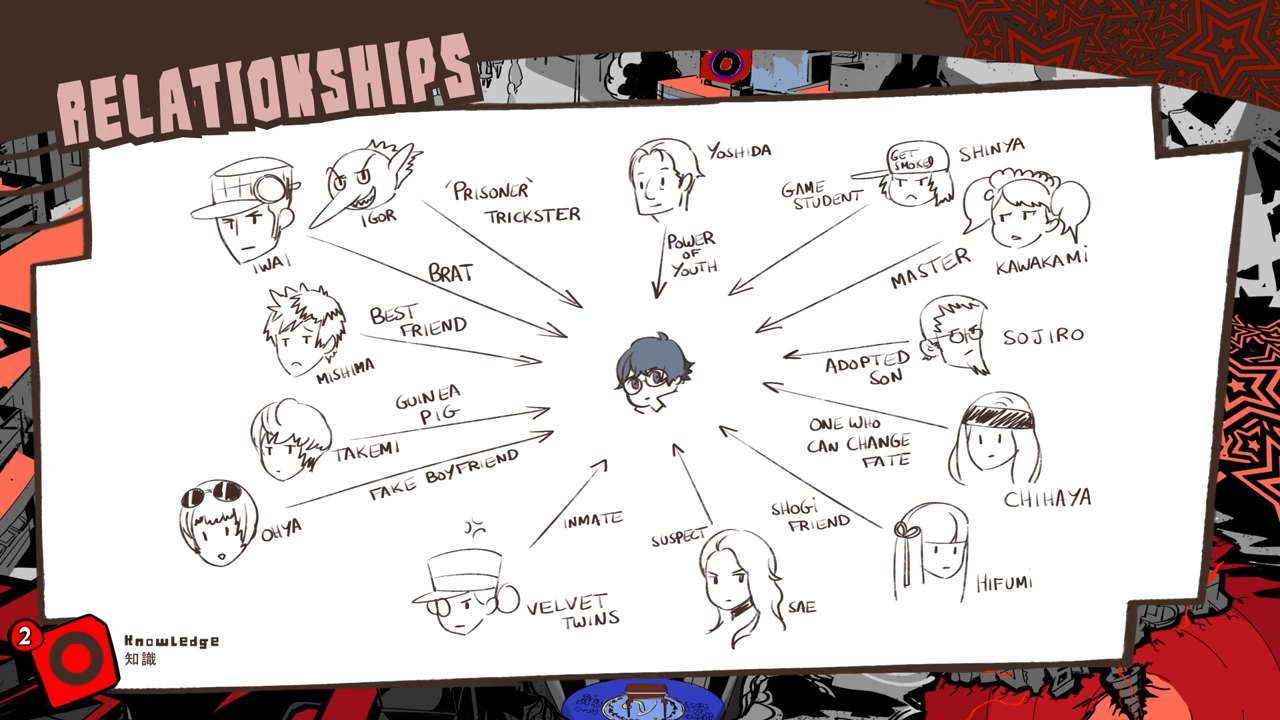 RELATIONSHIPS
IWAI
IGOR
"PRISONER"
TRICKSTER
YOSHIDA
POWER
OF
YOUTH
GET
SMOKED
SHINYA
GAME
STUDENT
KAWAKAMI
MASTER
BRAT
BEST
FRIEND
MISHIMA
SOJIRO
ADOPTED
SON
GUINEA
PIG
TAKEMI
FAKE BOYFRIEND
OHYA
ONE WHO
CAN CHANGE
FATE
CHIHAYA
INMATE
VELVET
TWINS
SUSPECT
SAE
SHOGI
FRIEND
HIFUMI
2
Knowledge
知識